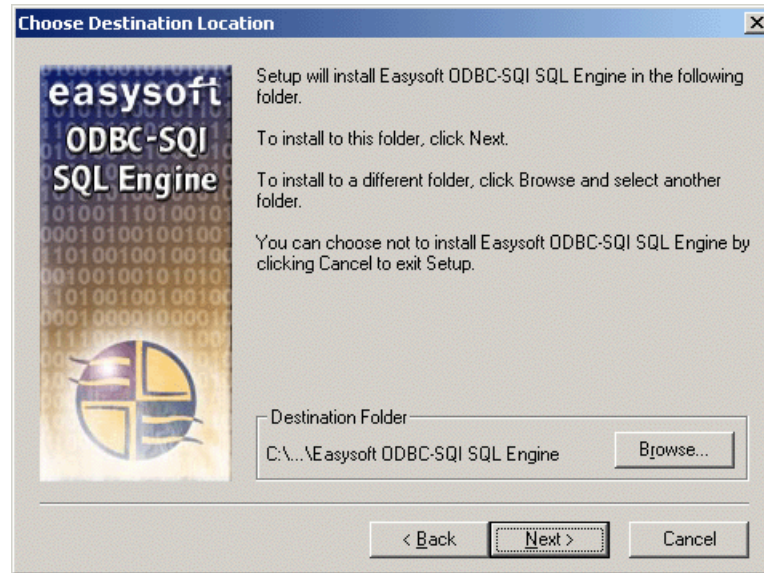 Choose Destination Location
easysoft
ODBC-SQI
SQL Engine
Setup will install Easysoft ODBC-SQI SQL Engine in the following
folder.
To install to this folder, click Next.
To install to a different folder, click Browse and select another
folder.
You can choose not to install Easysoft ODBC-SQI SQL Engine by
clicking Cancel to exit Setup.
Destination Folder
C:\...\Easysoft ODBC-SQI SQL Engine
Browse...
< Back
Next >
Cancel